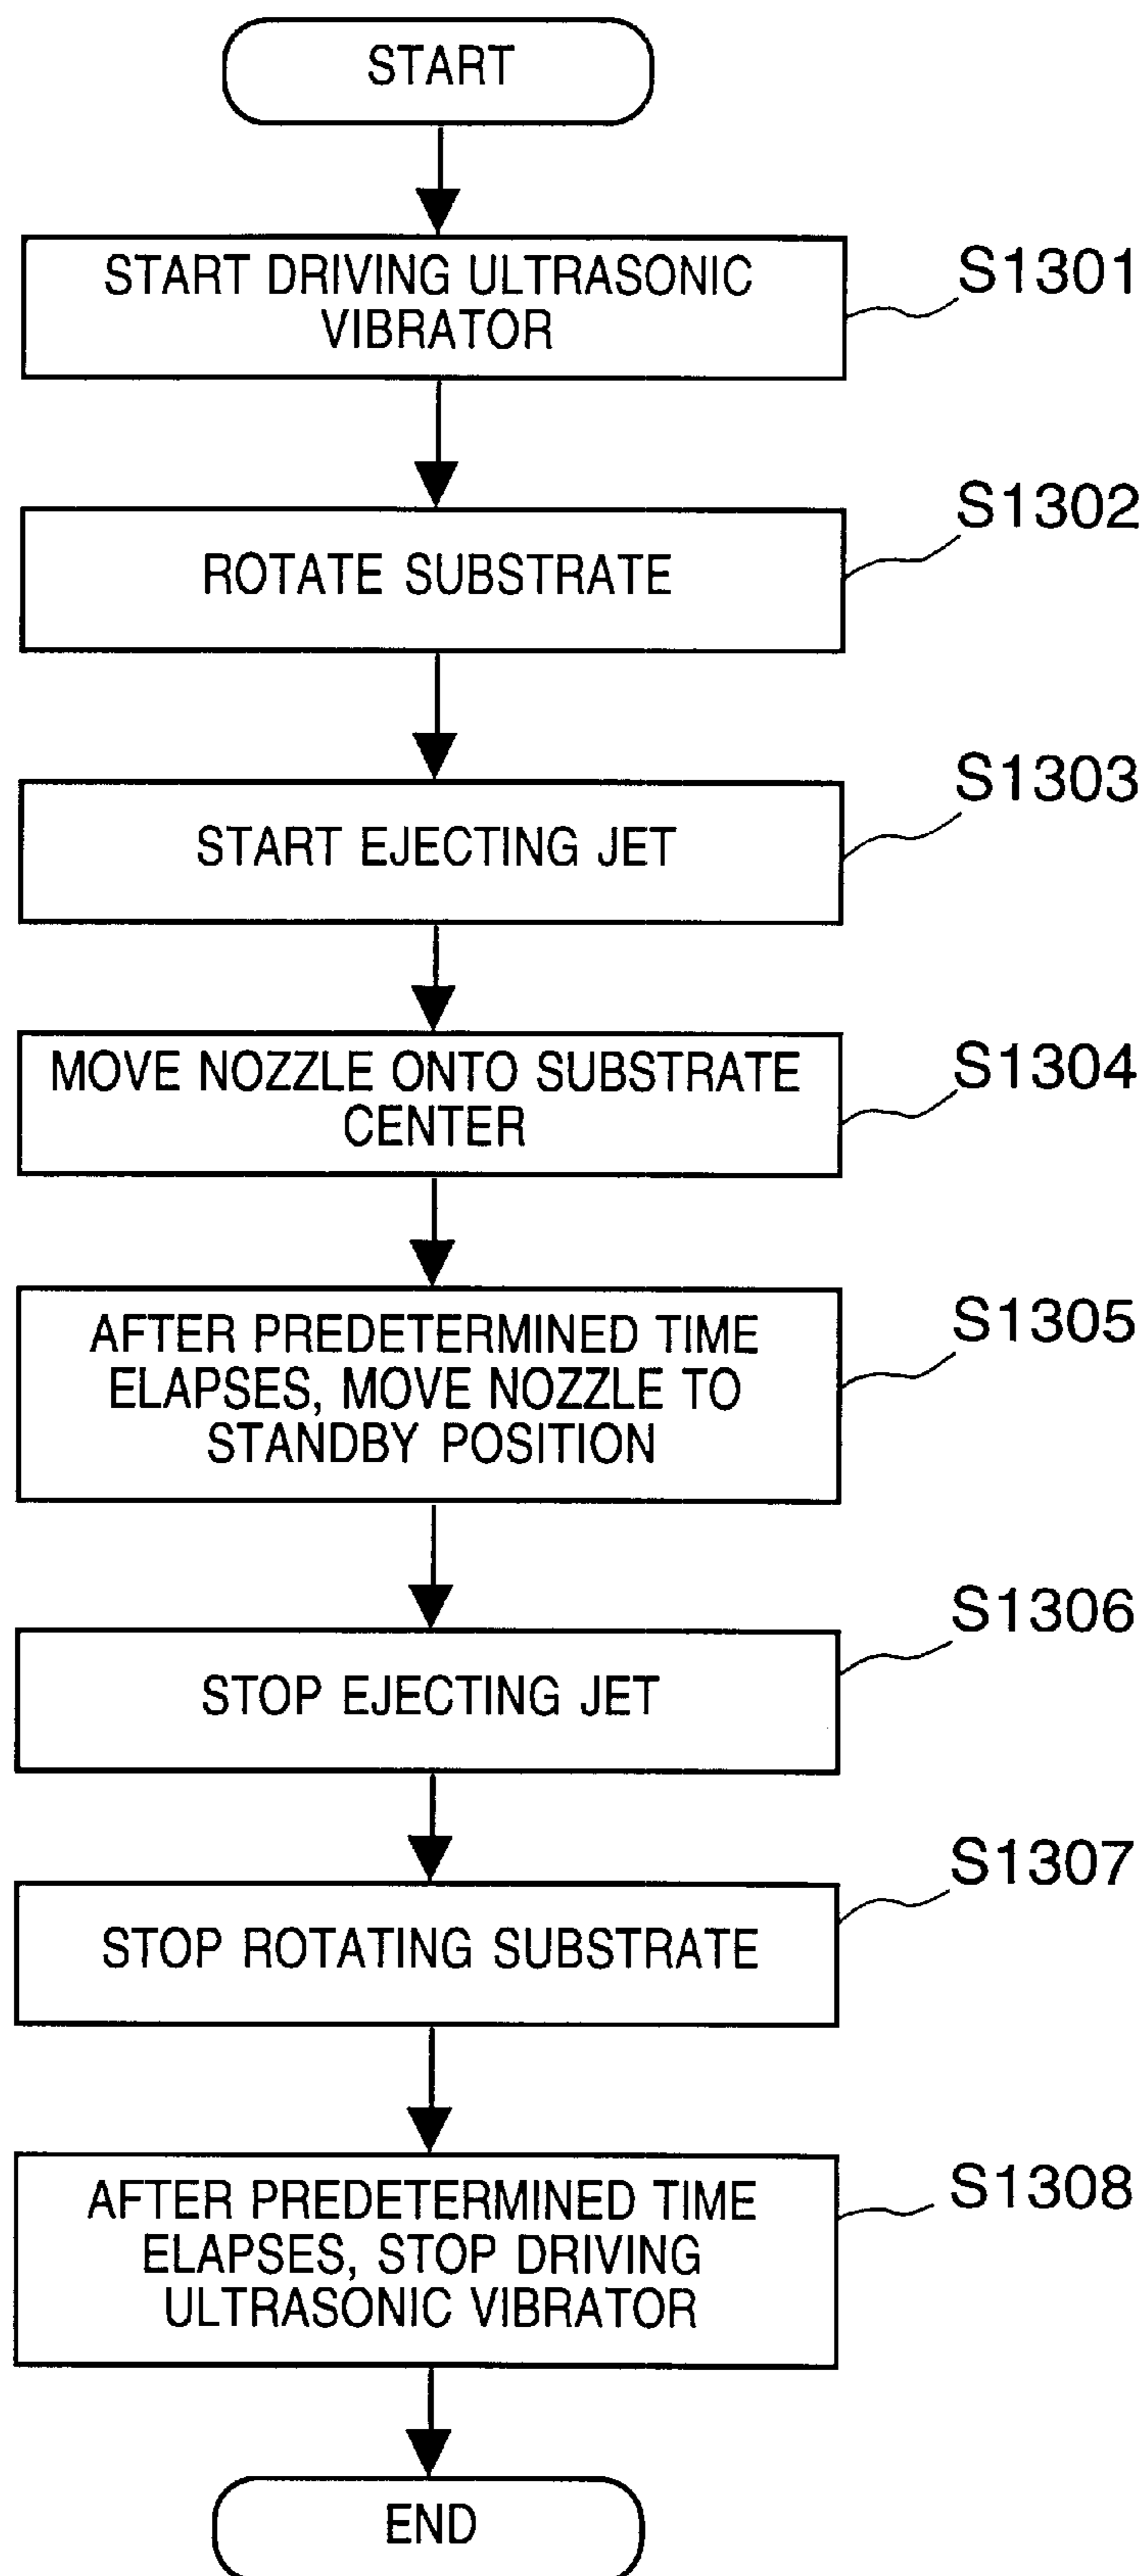 START
START DRIVING ULTRASONIC
VIBRATOR
S1301
ROTATE SUBSTRATE
S1302
START EJECTING JET
S1303
MOVE NOZZLE ONTO SUBSTRATE
CENTER
S1304
AFTER PREDETERMINED TIME
ELAPSES, MOVE NOZZLE TO
STANDBY POSITION
S1305
STOP EJECTING JET
S1306
STOP ROTATING SUBSTRATE
S1307
AFTER PREDETERMINED TIME
ELAPSES, STOP DRIVING
ULTRASONIC VIBRATOR
S1308
END